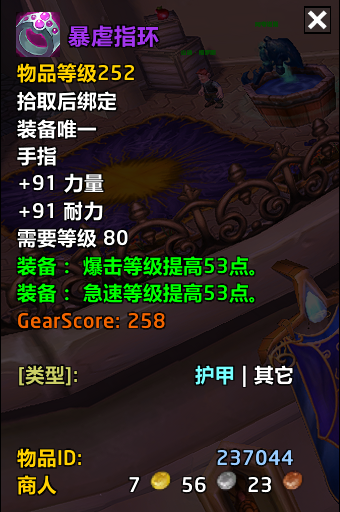 暴虐指环
物品等级252
拾取后绑定
装备唯一
手指
+91 力量
+91 耐力
需要等级 80
装备： 爆击等级提高53点。
装备： 急速等级提高53点。
GearScore: 258
[类型]: 护甲 | 其它
物品ID: 237044
商人 7 56 23